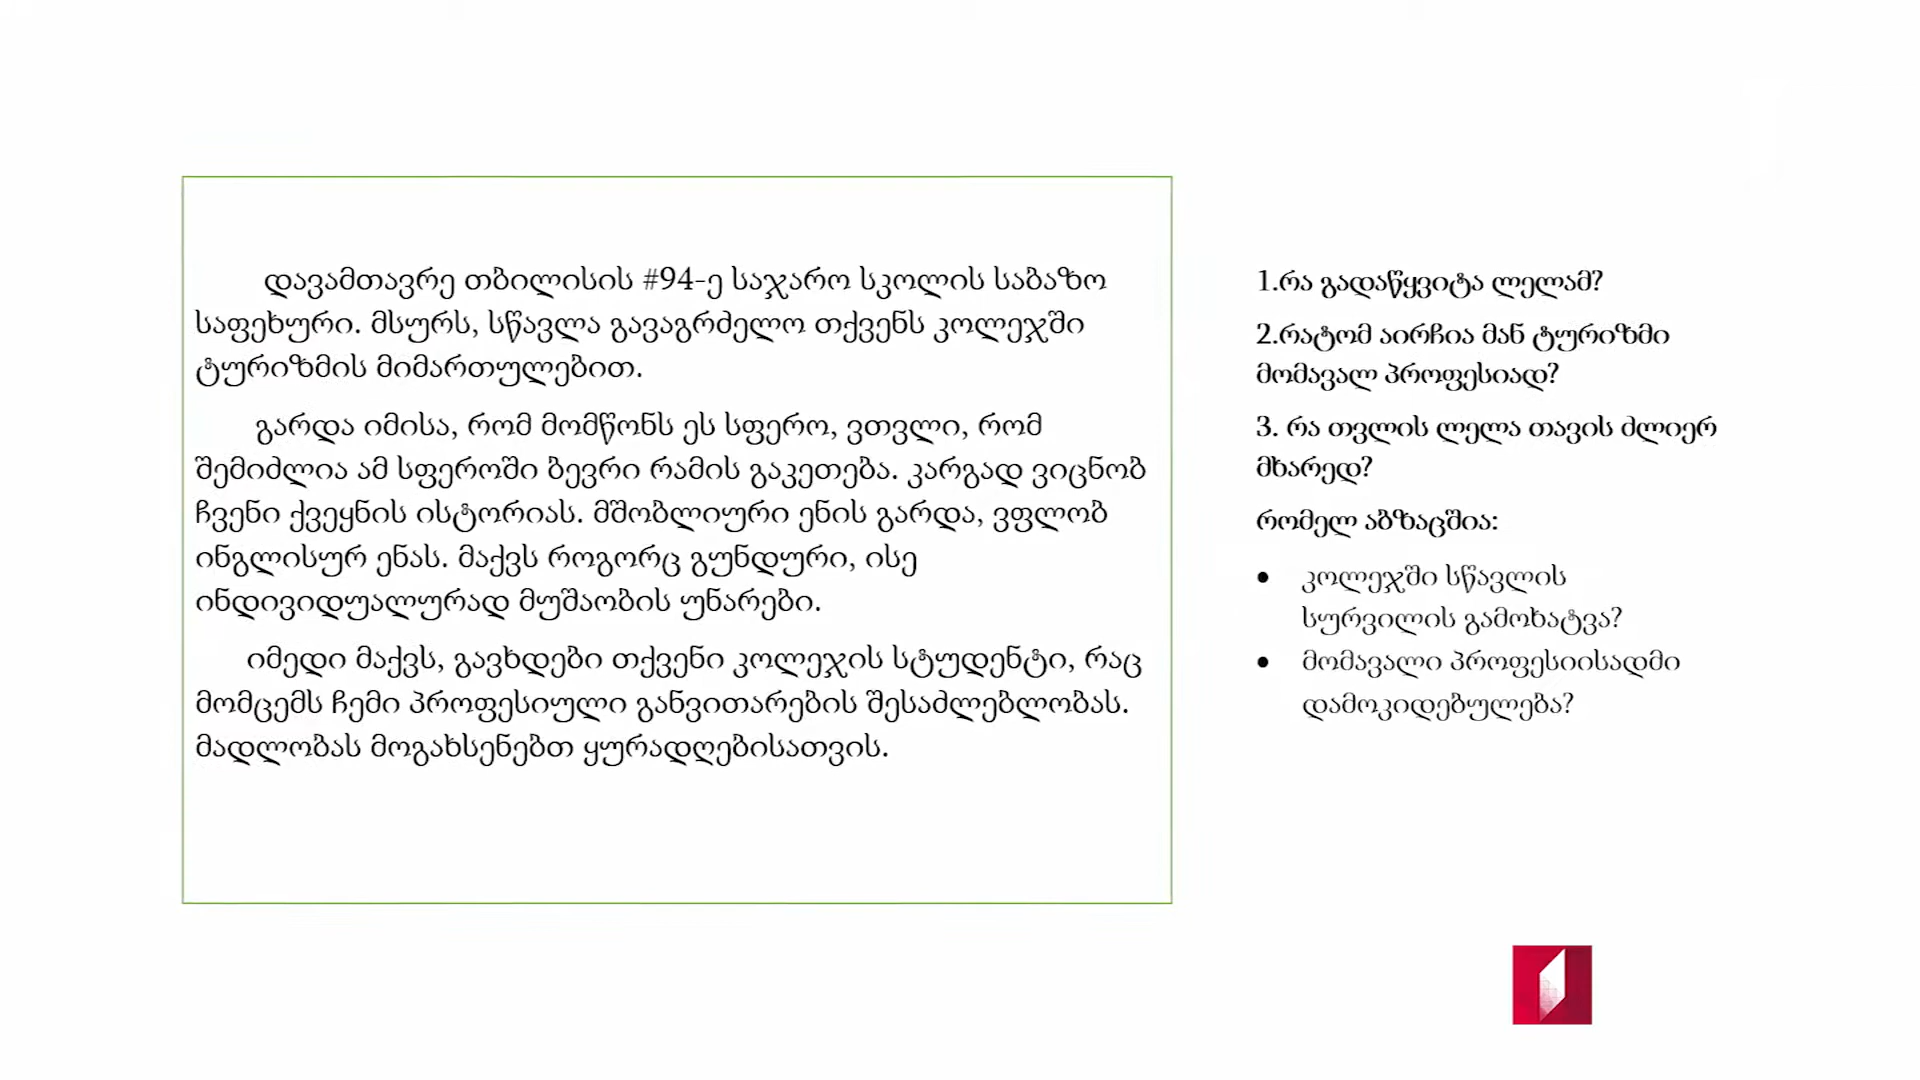 დავამთავრე თბილისის #94-ე საჯარო სკოლის საბაზო
საფეხური. მსურს, სწავლა გავაგრძელო თქვენს კოლეჯში
ტურიზმის მიმართულებით.
გარდა იმისა, რომ მომწონს ეს სფერო, ვთვლი, რომ
შემიძლია ამ სფეროში ბევრი რამის გაკეთება. კარგად ვიცნობ
ჩვენი ქვეყნის ისტორიას. მშობლიური ენის გარდა, ვფლობ
ინგლისურ ენას. მაქვს როგორც გუნდური, ისე
ინდივიდუალურად მუშაობის უნარები.
იმედი მაქვს, გავხდები თქვენი კოლეჯის სტუდენტი, რაც
მომცემს ჩემი პროფესიული განვითარების შესაძლებლობას.
მადლობას მოგახსენებთ ყურადღებისათვის.
1.რა გადაწყვიტა ლელამ?
2.რატომ აირჩია მან ტურიზმი
მომავალ პროფესიად?
3. რა თვლის ლელა თავის ძლიერ
მხარედ?
რომელ აბზაცშია:
• კოლეჯში სწავლის
სურვილის გამოხატვა?
• მომავალი პროფესიისადმი
დამოკიდებულება?